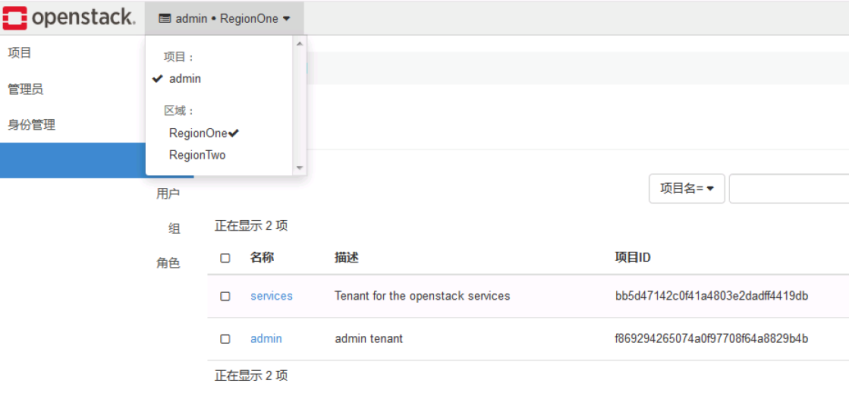 openstack. admin • RegionOne
项目
管理员
身份管理
项目：
admin
区域：
RegionOne
RegionTwo
用户
组
角色
项目名=
正在显示 2 项
名称 描述 项目ID
services Tenant for the openstack services bb5d47142c0f41a4803e2dadff4419db
admin admin tenant f869294265074a0f97708f64a8829b4b
正在显示 2 项